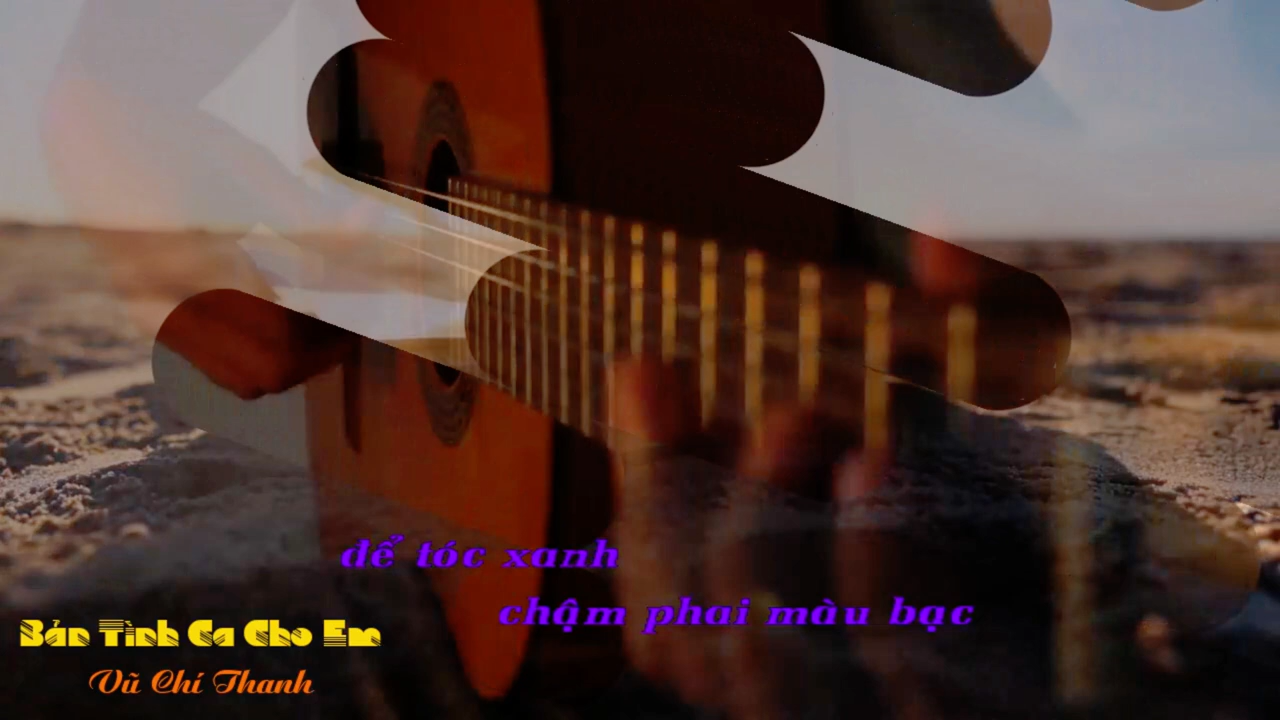 để tóc xanh
chậm phai màu bạc
Bản Tình Ca Cho Em
Vũ Chí Thanh